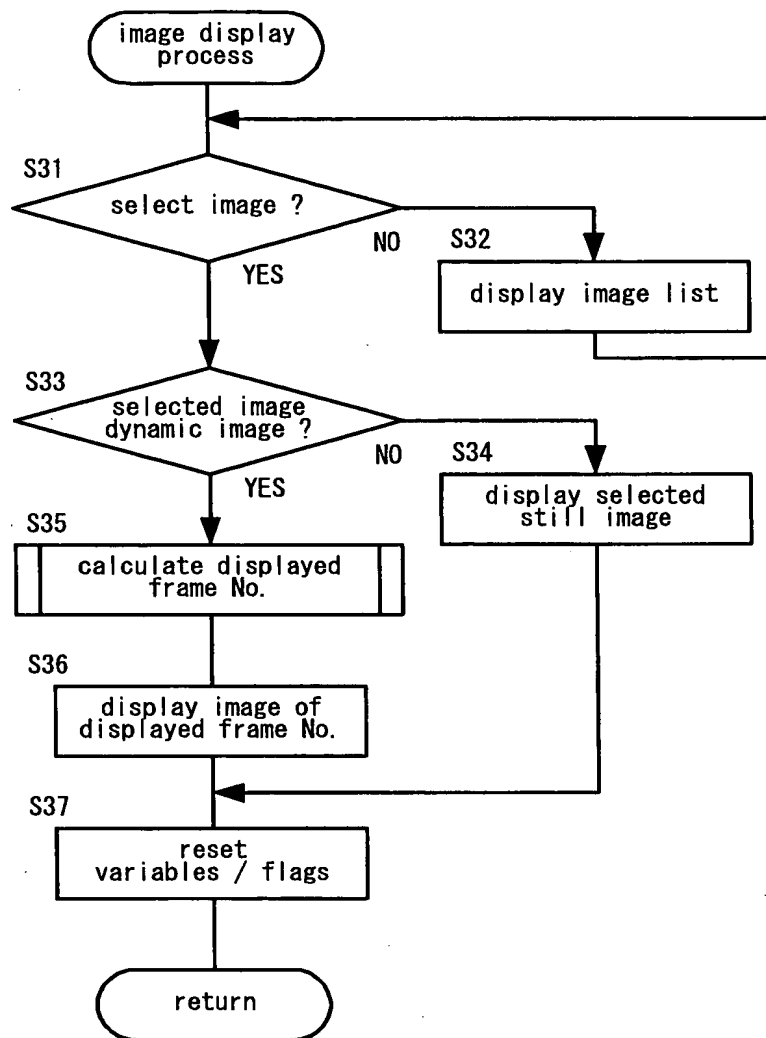 image display
process
S31
select image ?
NO
YES
S32
display image list
S33
selected image
dynamic image ?
NO
YES
S34
display selected
still image
S35
calculate displayed
frame No.
S36
display image of
displayed frame No.
S37
reset
variables / flags
return